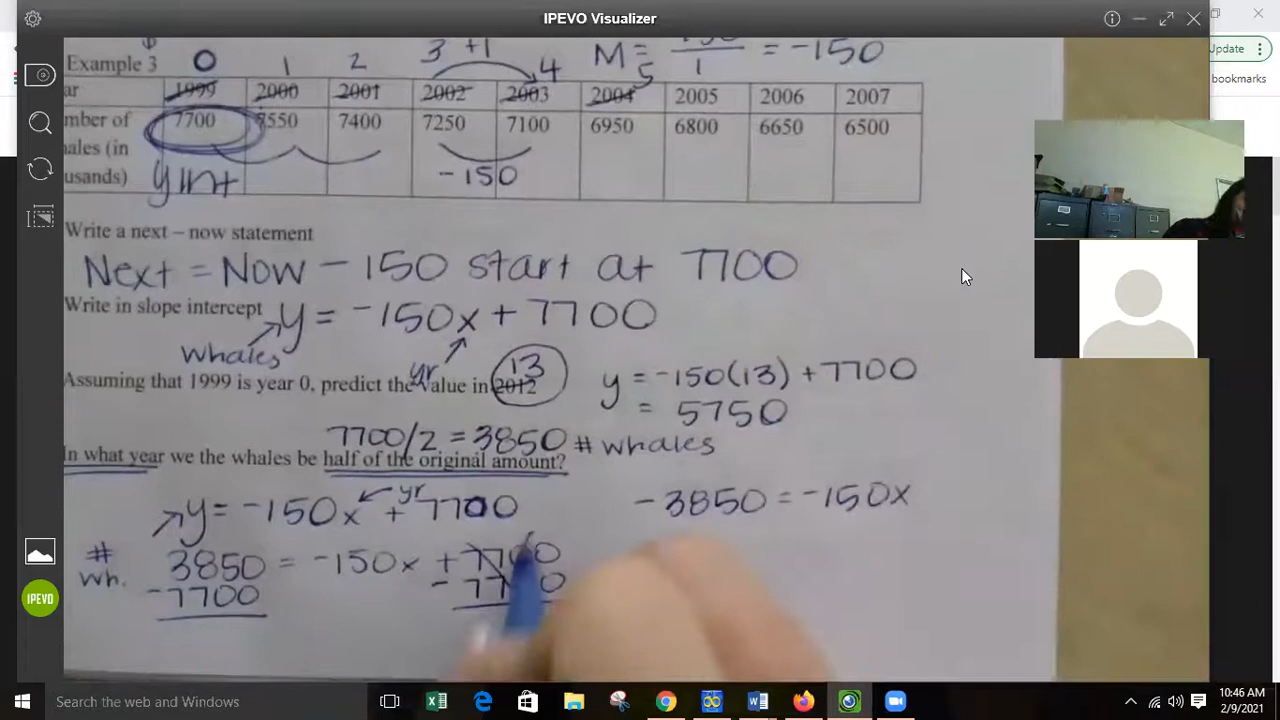 IPEVO Visualizer
Update
bookmarks
Example 3 0 1 2 3 +1 4 M = 1 = -150
ar 1999 2000 2001 2002 2003 2004 5 2005 2006 2007
mber of 7700 7550 7400 7250 7100 6950 6800 6650 6500
ales (in
usands) y int -150
Write a next – now statement
Next = Now - 150 start at 7700
Write in slope intercept y = -150x + 7700
whales yr
Assuming that 1999 is year 0, predict the value in 2012 13 y = -150(13) + 7700
= 5750
7700/2 = 3850 # whales
In what year we the whales be half of the original amount?
y = -150x + 7700 yr -3850 = -150x
# wh. 3850 = -150x + 7700
-7700 - 7700
IPEVO
Search the web and Windows
10:46 AM
2/9/2021